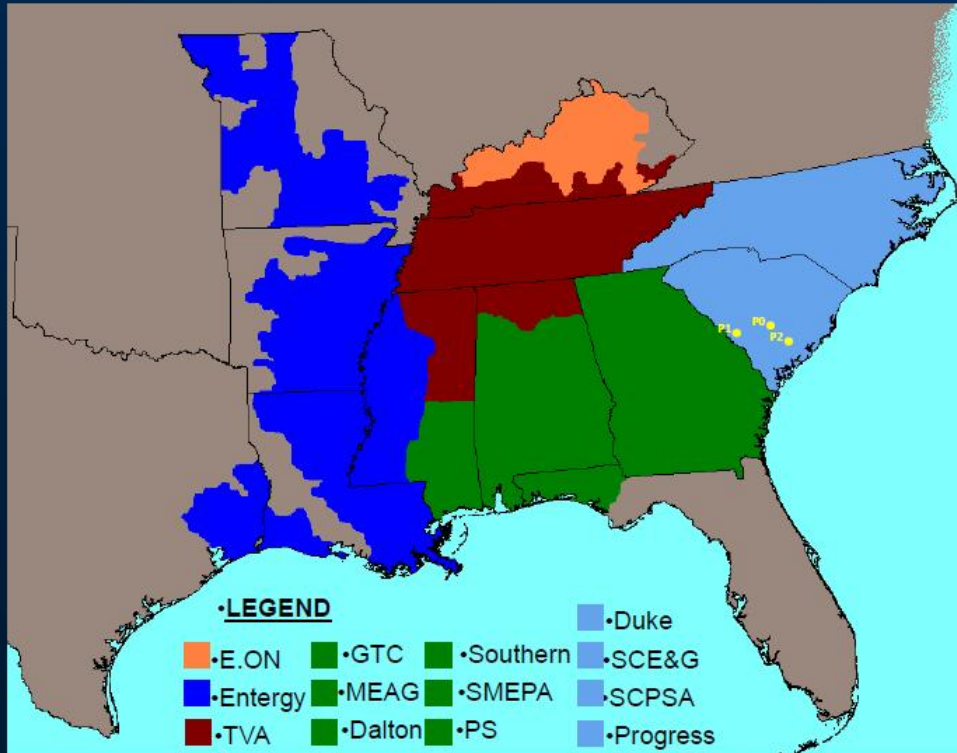 P1
P0
P2
•LEGEND
•E.ON
•Entergy
•TVA
•GTC
•MEAG
•Dalton
•Southern
•SMEPA
•PS
•Duke
•SCE&G
•SCPSA
•Progress